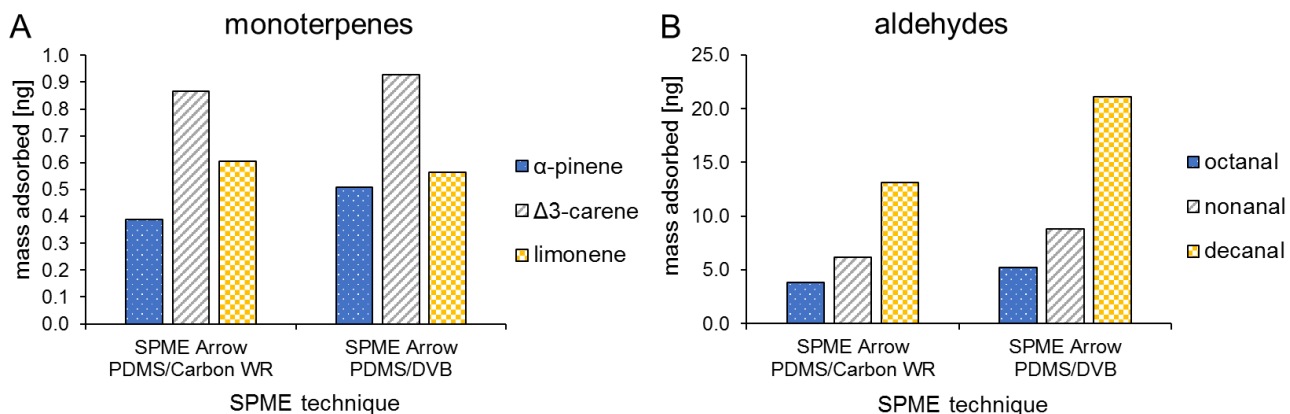 A
monoterpenes
mass adsorbed [ng]
1.0
0.9
0.8
0.7
0.6
0.5
0.4
0.3
0.2
0.1
0.0
SPME Arrow
PDMS/Carbon WR
SPME Arrow
PDMS/DVB
SPME technique
α-pinene
Δ3-carene
limonene
B
aldehydes
mass adsorbed [ng]
25.0
20.0
15.0
10.0
5.0
0.0
SPME Arrow
PDMS/Carbon WR
SPME Arrow
PDMS/DVB
SPME technique
octanal
nonanal
decanal